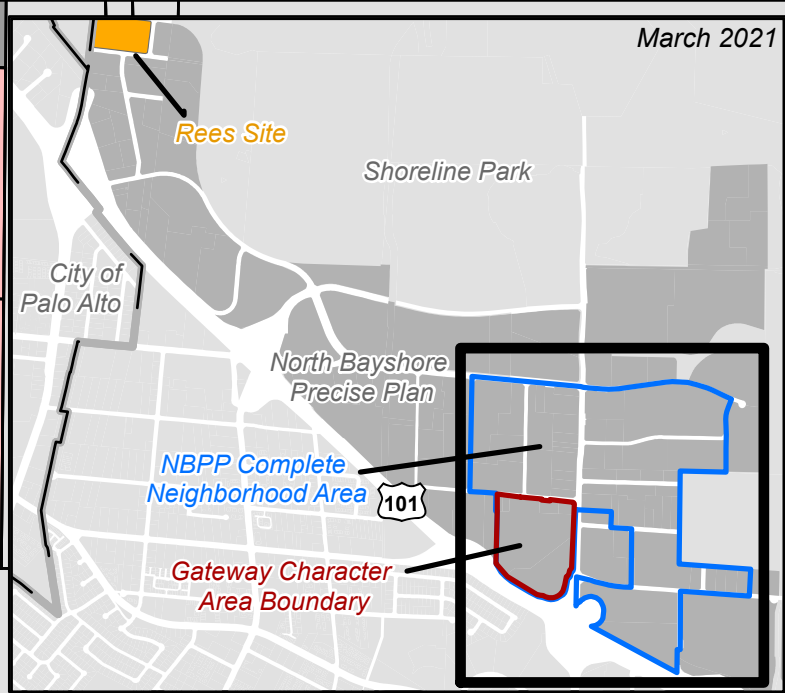 March 2021
Rees Site
Shoreline Park
City of
Palo Alto
North Bayshore
Precise Plan
NBPP Complete
Neighborhood Area
101
Gateway Character
Area Boundary